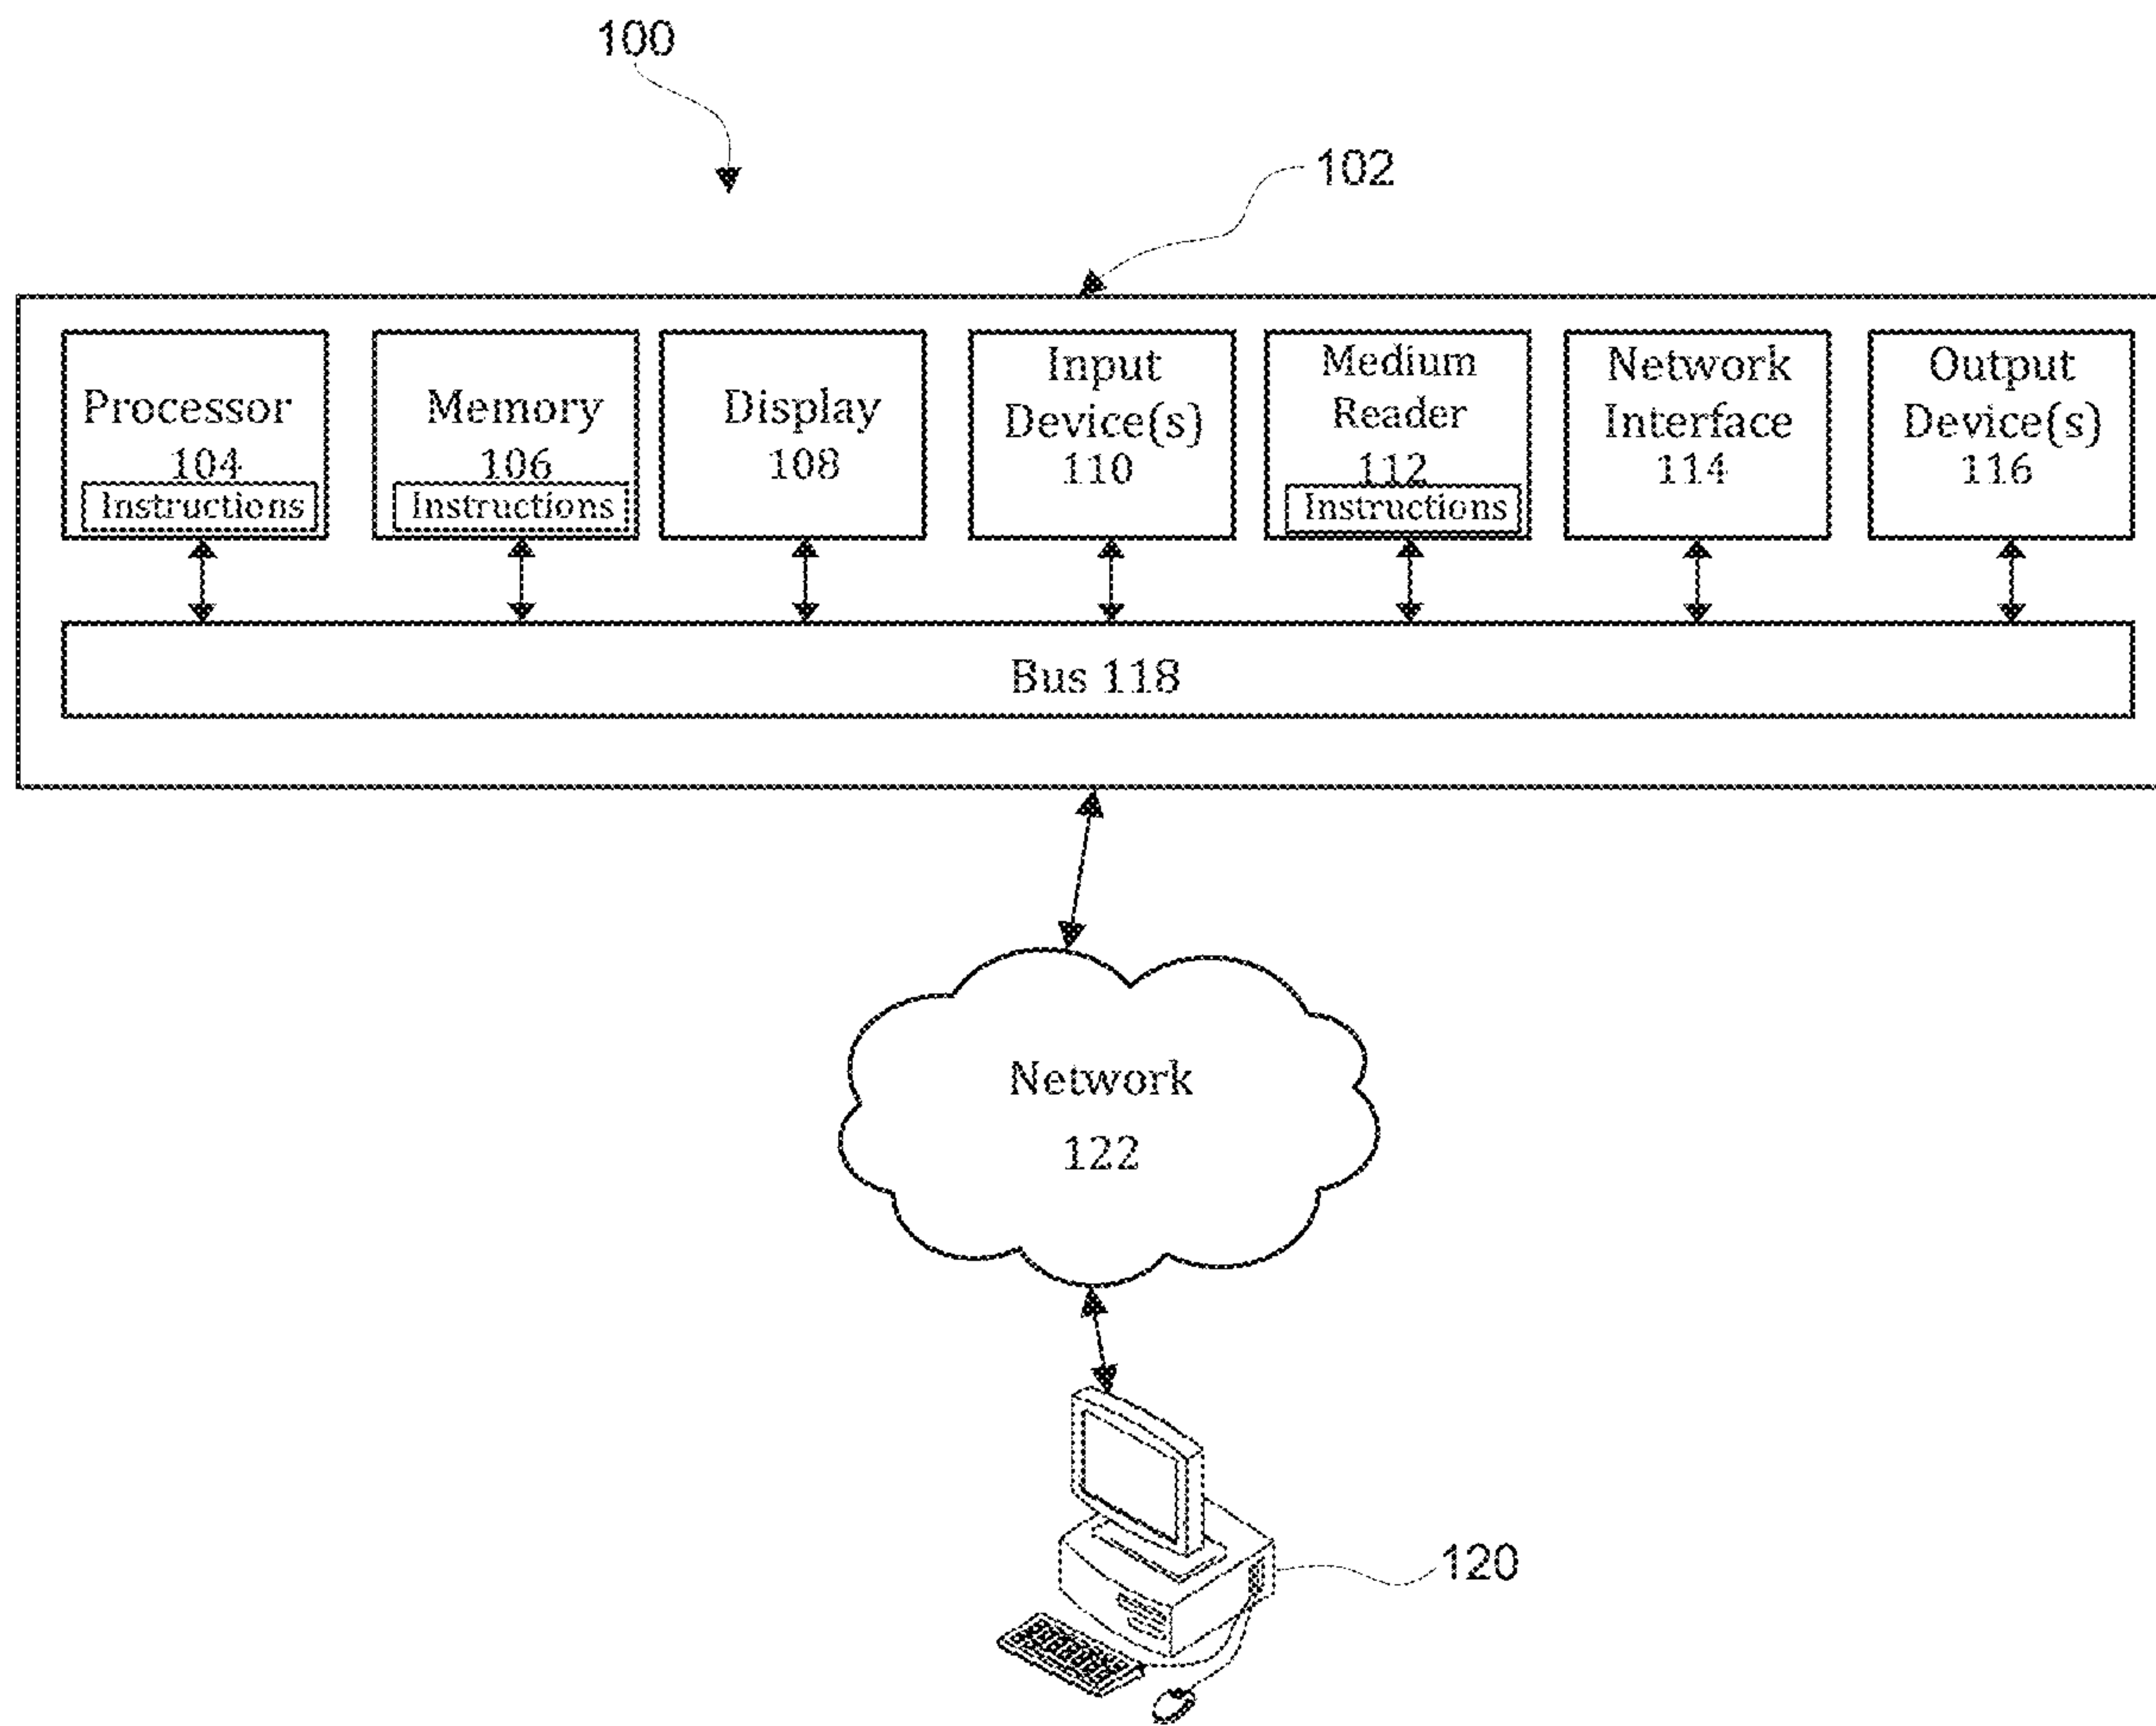 100
102
Processor
104
Instructions
Memory
106
Instructions
Display
108
Input
Device(s)
110
Medium
Reader
112
Instructions
Network
Interface
114
Output
Device(s)
116
Bus 118
Network
122
120